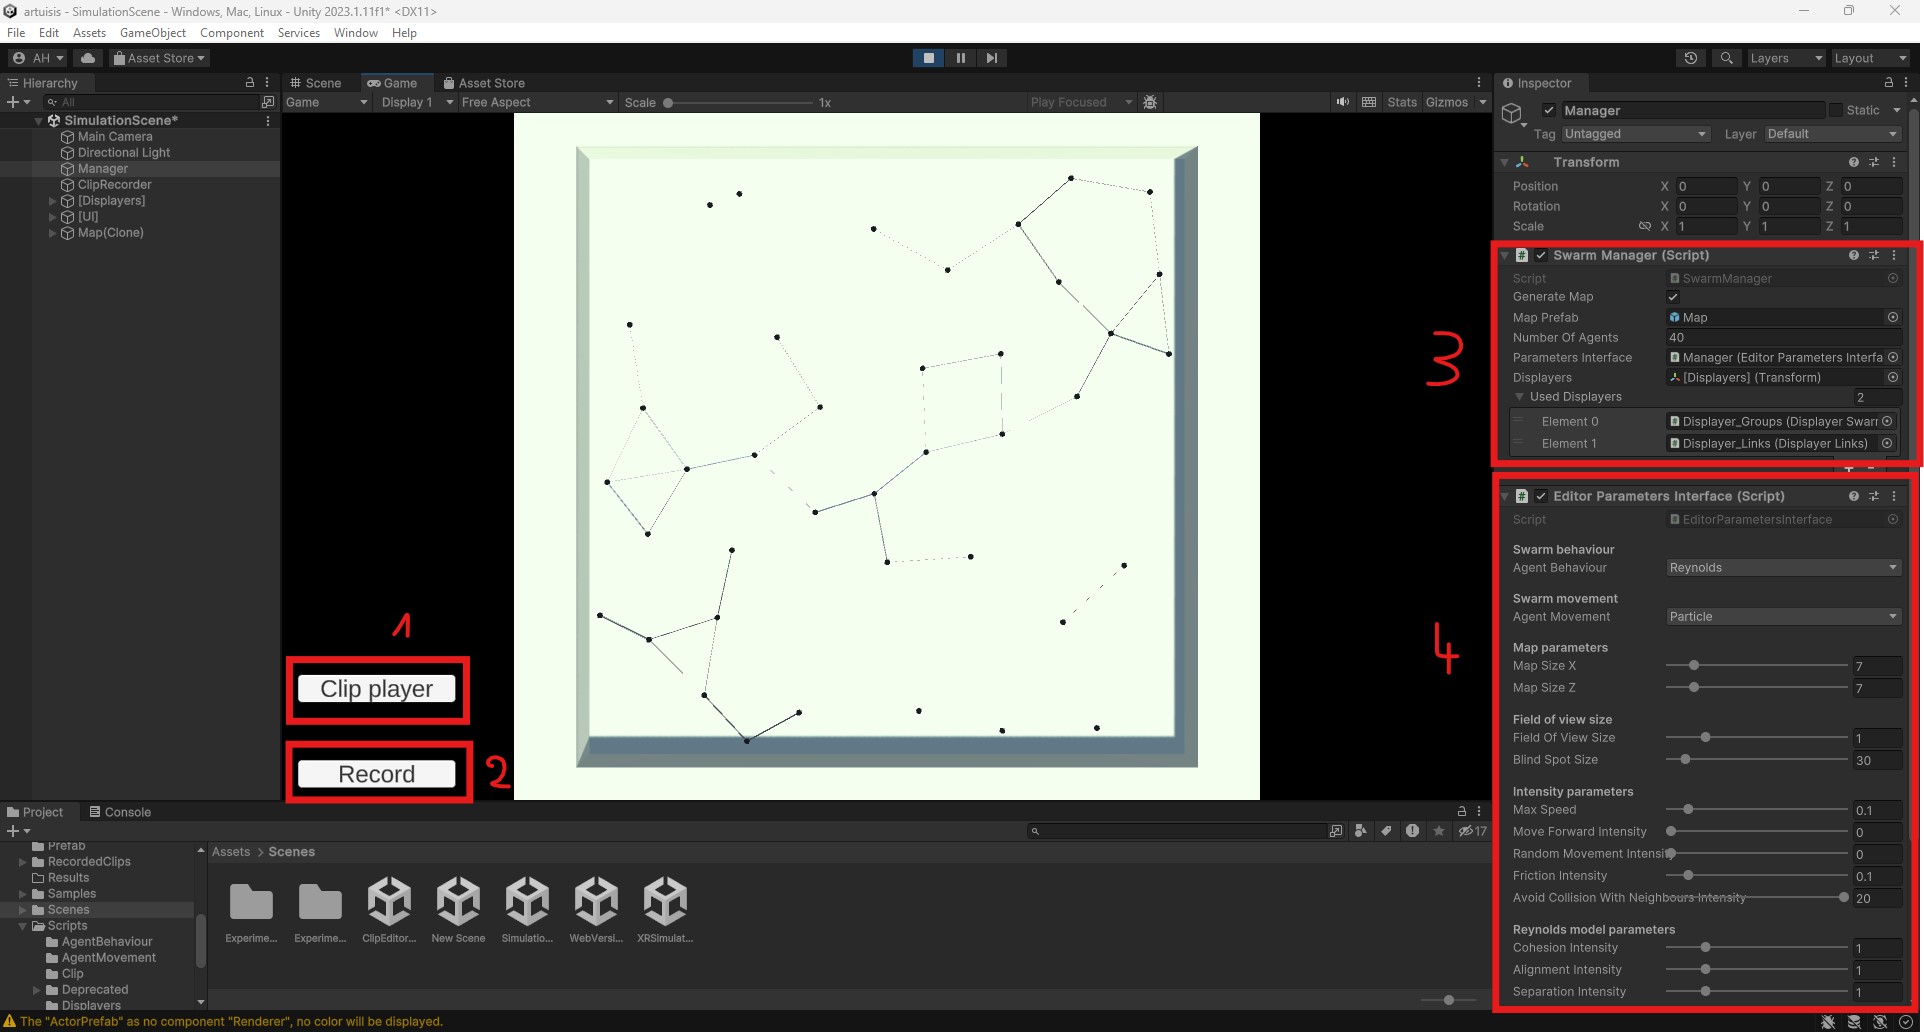 artuisis - SimulationScene - Windows, Mac, Linux - Unity 2023.1.11f1* <DX11>
File Edit Assets GameObject Component Services Window Help
AH Asset Store Layers Layout
Hierarchy
All
SimulationScene*
Main Camera
Directional Light
Manager
ClipRecorder
[Displayers]
[UI]
Map(Clone)
Scene Game Asset Store
Game Display 1 Free Aspect Scale 1x Play Focused Stats Gizmos
1
Clip player
Record
2
3
4
Inspector
Manager Static
Tag Untagged Layer Default
Transform
Position X 0 Y 0 Z 0
Rotation X 0 Y 0 Z 0
Scale X 1 Y 1 Z 1
Swarm Manager (Script)
Script SwarmManager
Generate Map
Map Prefab Map
Number Of Agents 40
Parameters Interface Manager (Editor Parameters Interfa
Displayers [Displayers] (Transform)
Used Displayers 2
Element 0 Displayer_Groups (Displayer Swarr
Element 1 Displayer_Links (Displayer Links)
Editor Parameters Interface (Script)
Script EditorParametersInterface
Swarm behaviour
Agent Behaviour Reynolds
Swarm movement
Agent Movement Particle
Map parameters
Map Size X 7
Map Size Z 7
Field of view size
Field Of View Size 1
Blind Spot Size 30
Intensity parameters
Max Speed 0.1
Move Forward Intensity 0
Random Movement Intensity 0
Friction Intensity 0.1
Avoid Collision With Neighbours Intensity 20
Reynolds model parameters
Cohesion Intensity 1
Alignment Intensity 1
Separation Intensity 1
Project Console
17
Prefab
RecordedClips
Results
Samples
Scenes
Scripts
AgentBehaviour
AgentMovement
Clip
Deprecated
Displayers
Assets > Scenes
Experime... Experime... ClipEditor... New Scene Simulatio... WebVersi... XRSimulat...
The "ActorPrefab" as no component "Renderer", no color will be displayed.